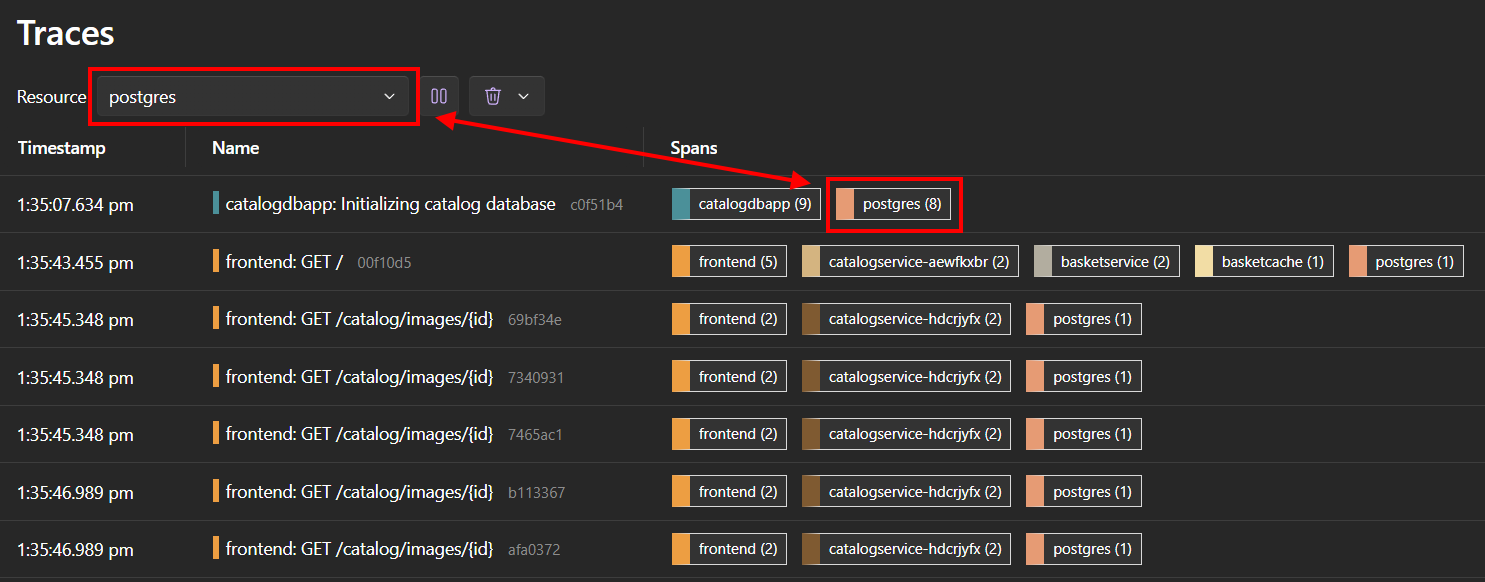 Traces
Resource postgres
Timestamp Name Spans
1:35:07.634 pm catalogdbapp: Initializing catalog database c0f51b4 catalogdbapp (9) postgres (8)
1:35:43.455 pm frontend: GET / 00f10d5 frontend (5) catalogservice-aewfkxbr (2) basketservice (2) basketcache (1) postgres (1)
1:35:45.348 pm frontend: GET /catalog/images/{id} 69bf34e frontend (2) catalogservice-hdcrjyfx (2) postgres (1)
1:35:45.348 pm frontend: GET /catalog/images/{id} 7340931 frontend (2) catalogservice-hdcrjyfx (2) postgres (1)
1:35:45.348 pm frontend: GET /catalog/images/{id} 7465ac1 frontend (2) catalogservice-hdcrjyfx (2) postgres (1)
1:35:46.989 pm frontend: GET /catalog/images/{id} b113367 frontend (2) catalogservice-hdcrjyfx (2) postgres (1)
1:35:46.989 pm frontend: GET /catalog/images/{id} afa0372 frontend (2) catalogservice-hdcrjyfx (2) postgres (1)